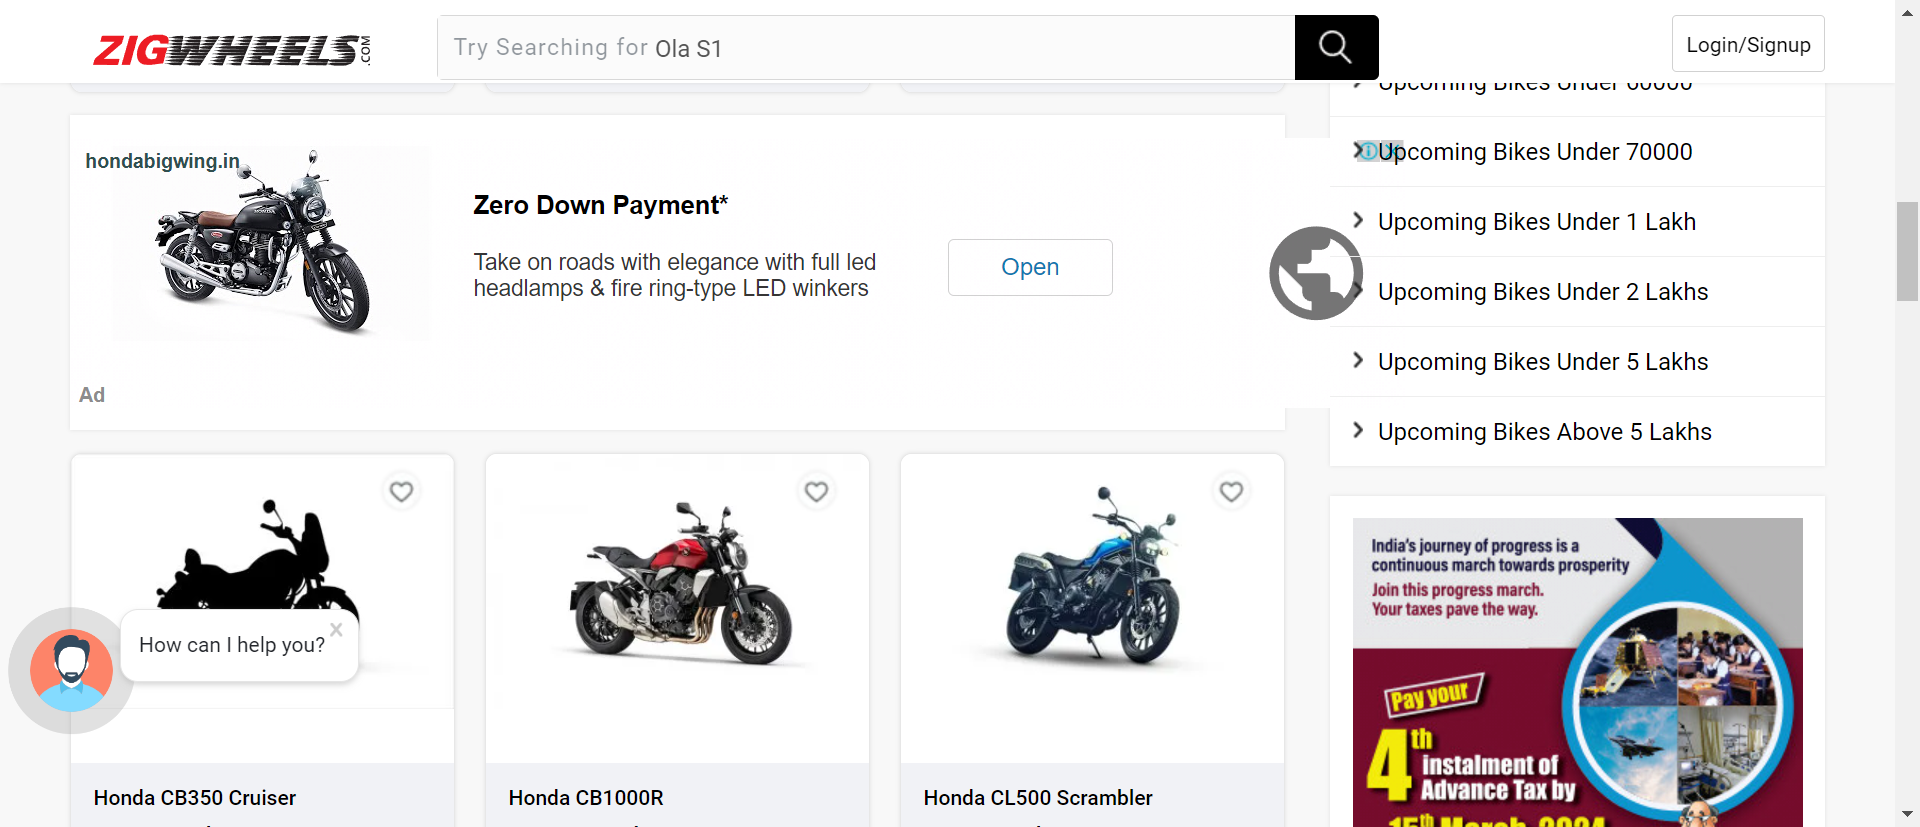 ZIGWHEELS.COM
Try Searching for Ola S1
Login/Signup
Upcoming Bikes Under 60000
Upcoming Bikes Under 70000
Upcoming Bikes Under 1 Lakh
Upcoming Bikes Under 2 Lakhs
Upcoming Bikes Under 5 Lakhs
Upcoming Bikes Above 5 Lakhs
hondabigwing.in
Zero Down Payment*
Take on roads with elegance with full led
headlamps & fire ring-type LED winkers
Open
Ad
How can I help you?
Honda CB350 Cruiser
Honda CB1000R
Honda CL500 Scrambler
India's journey of progress is a
continuous march towards prosperity
Join this progress march.
Your taxes pave the way.
Pay your
4th
instalment of
Advance Tax by
15th March, 2024